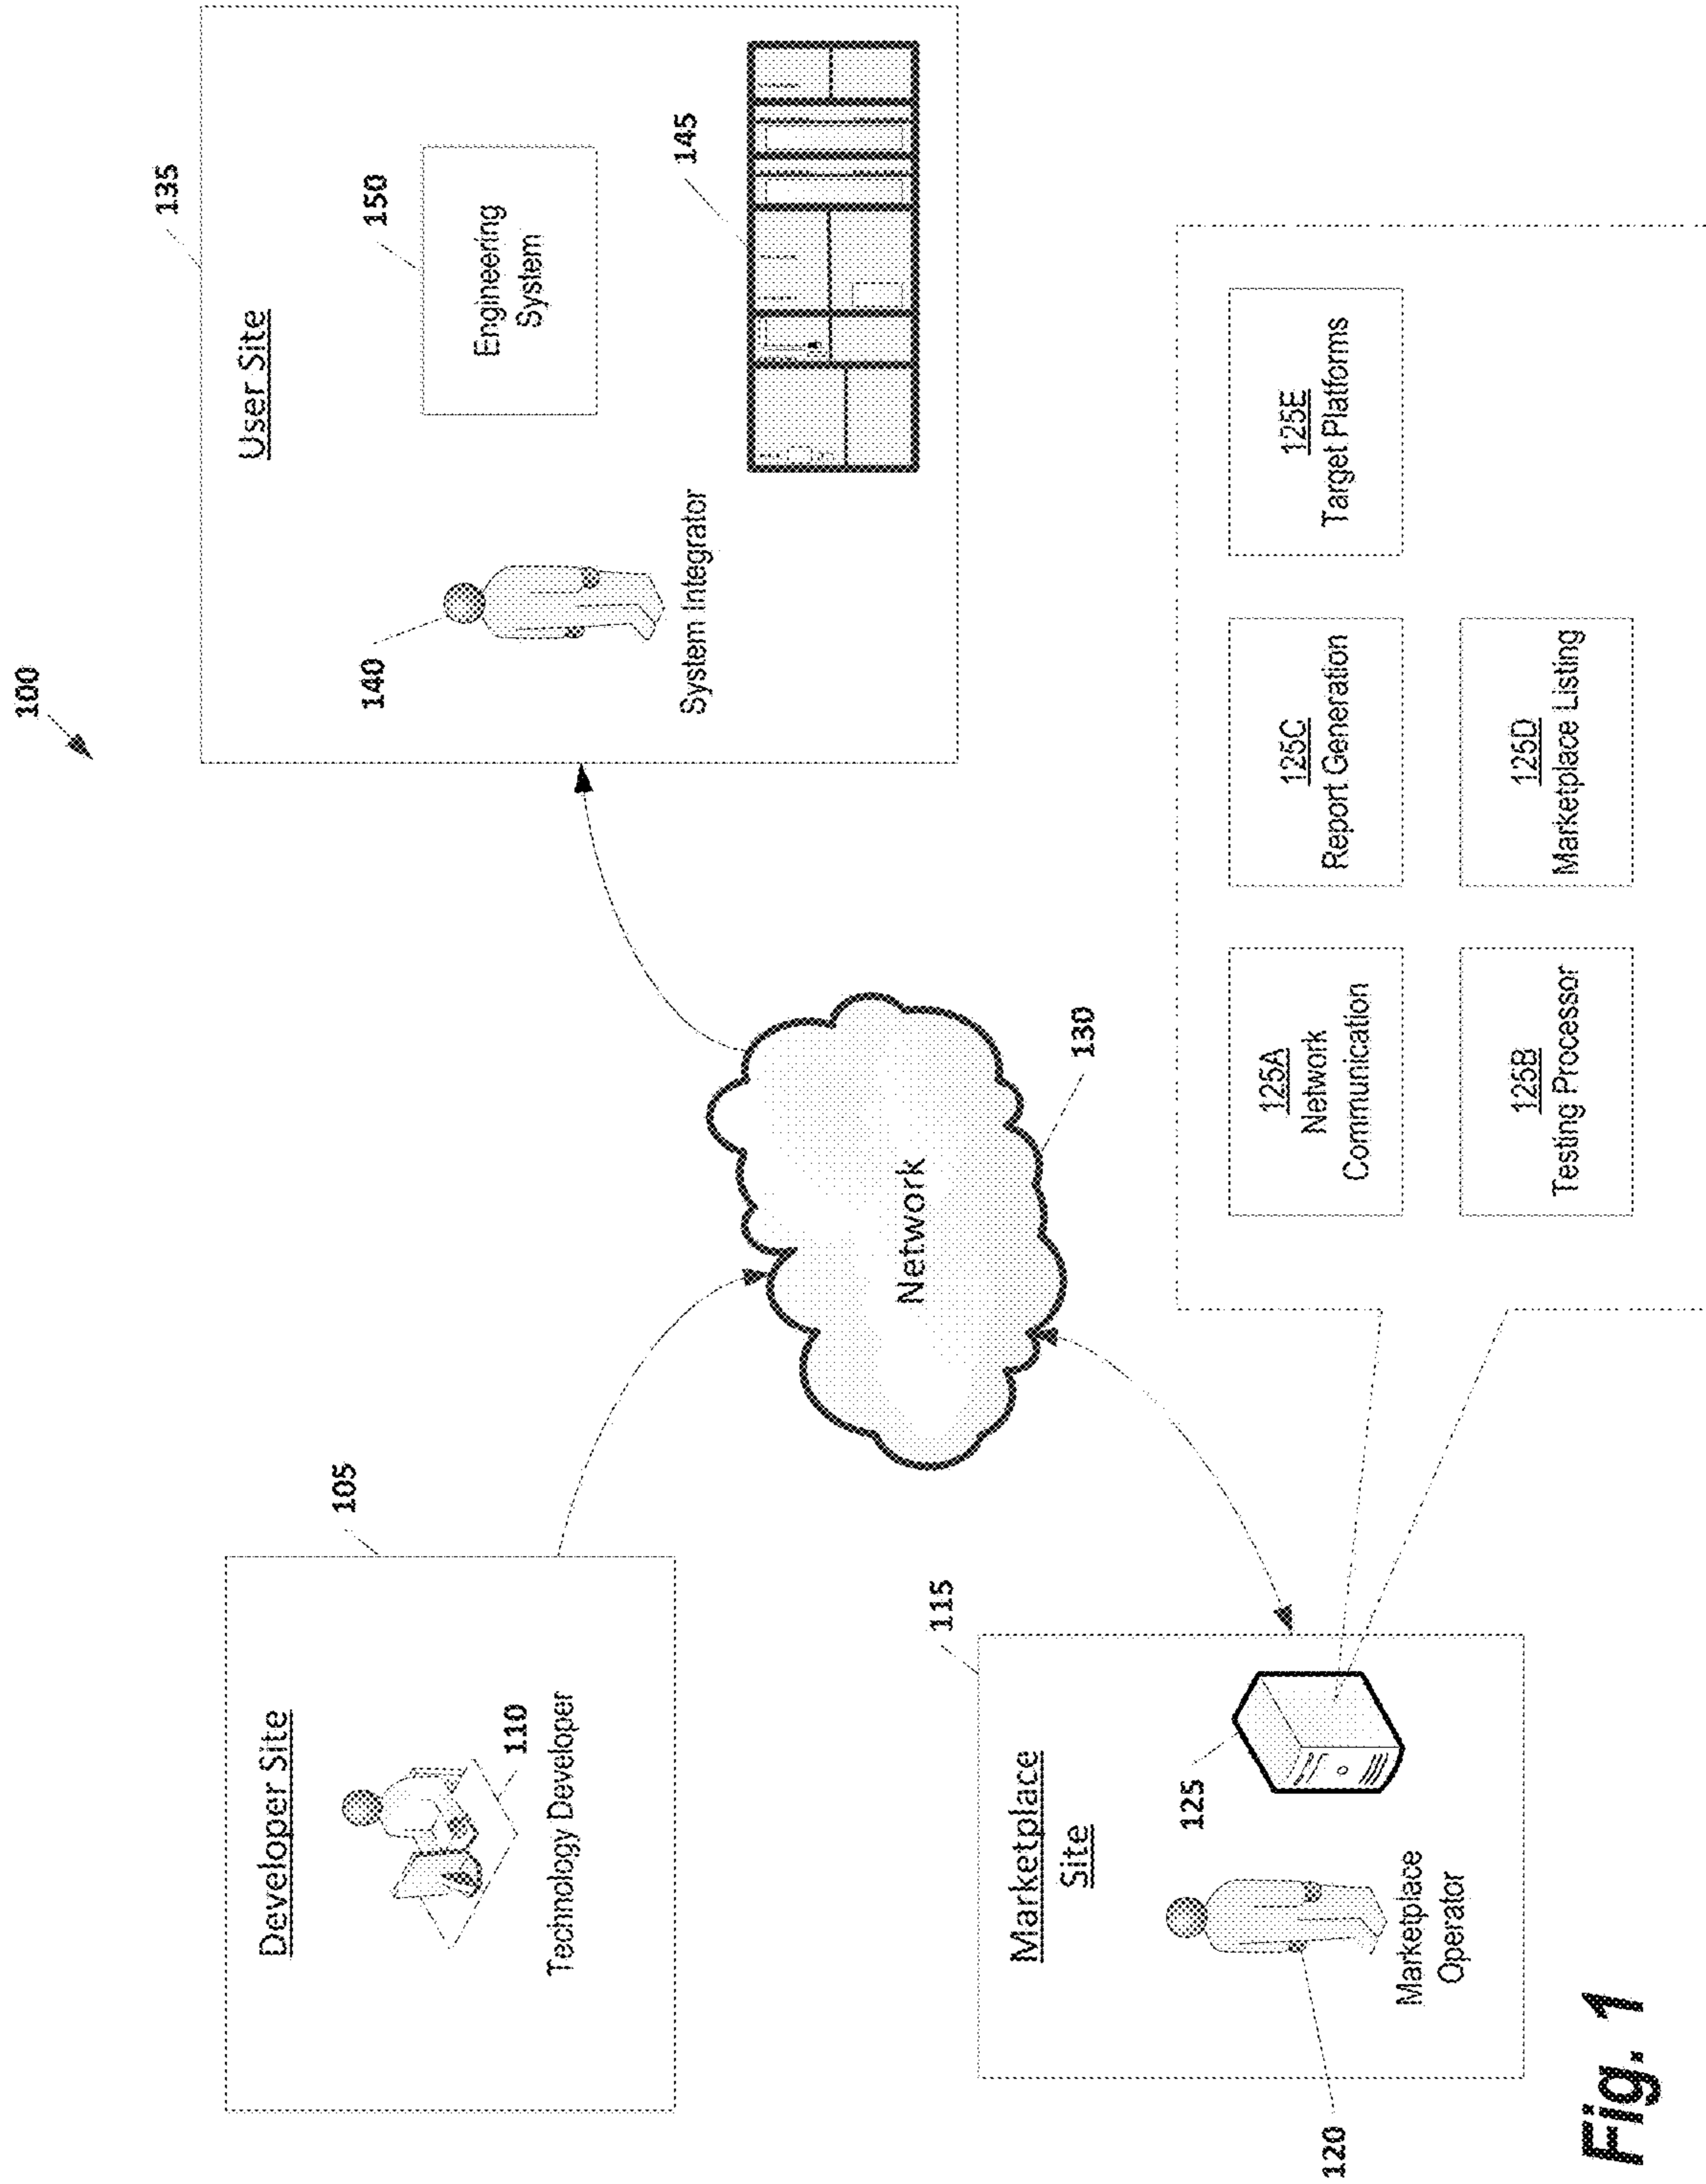 100
135
User Site
150
Engineering
System
140
System Integrator
145
105
Developer Site
110
Technology Developer
Network
130
115
Marketplace
Site
125
120
Marketplace
Operator
125A
Network
Communication
125C
Report Generation
125E
Target Platforms
125B
Testing Processor
125D
Marketplace Listing
Fig. 1